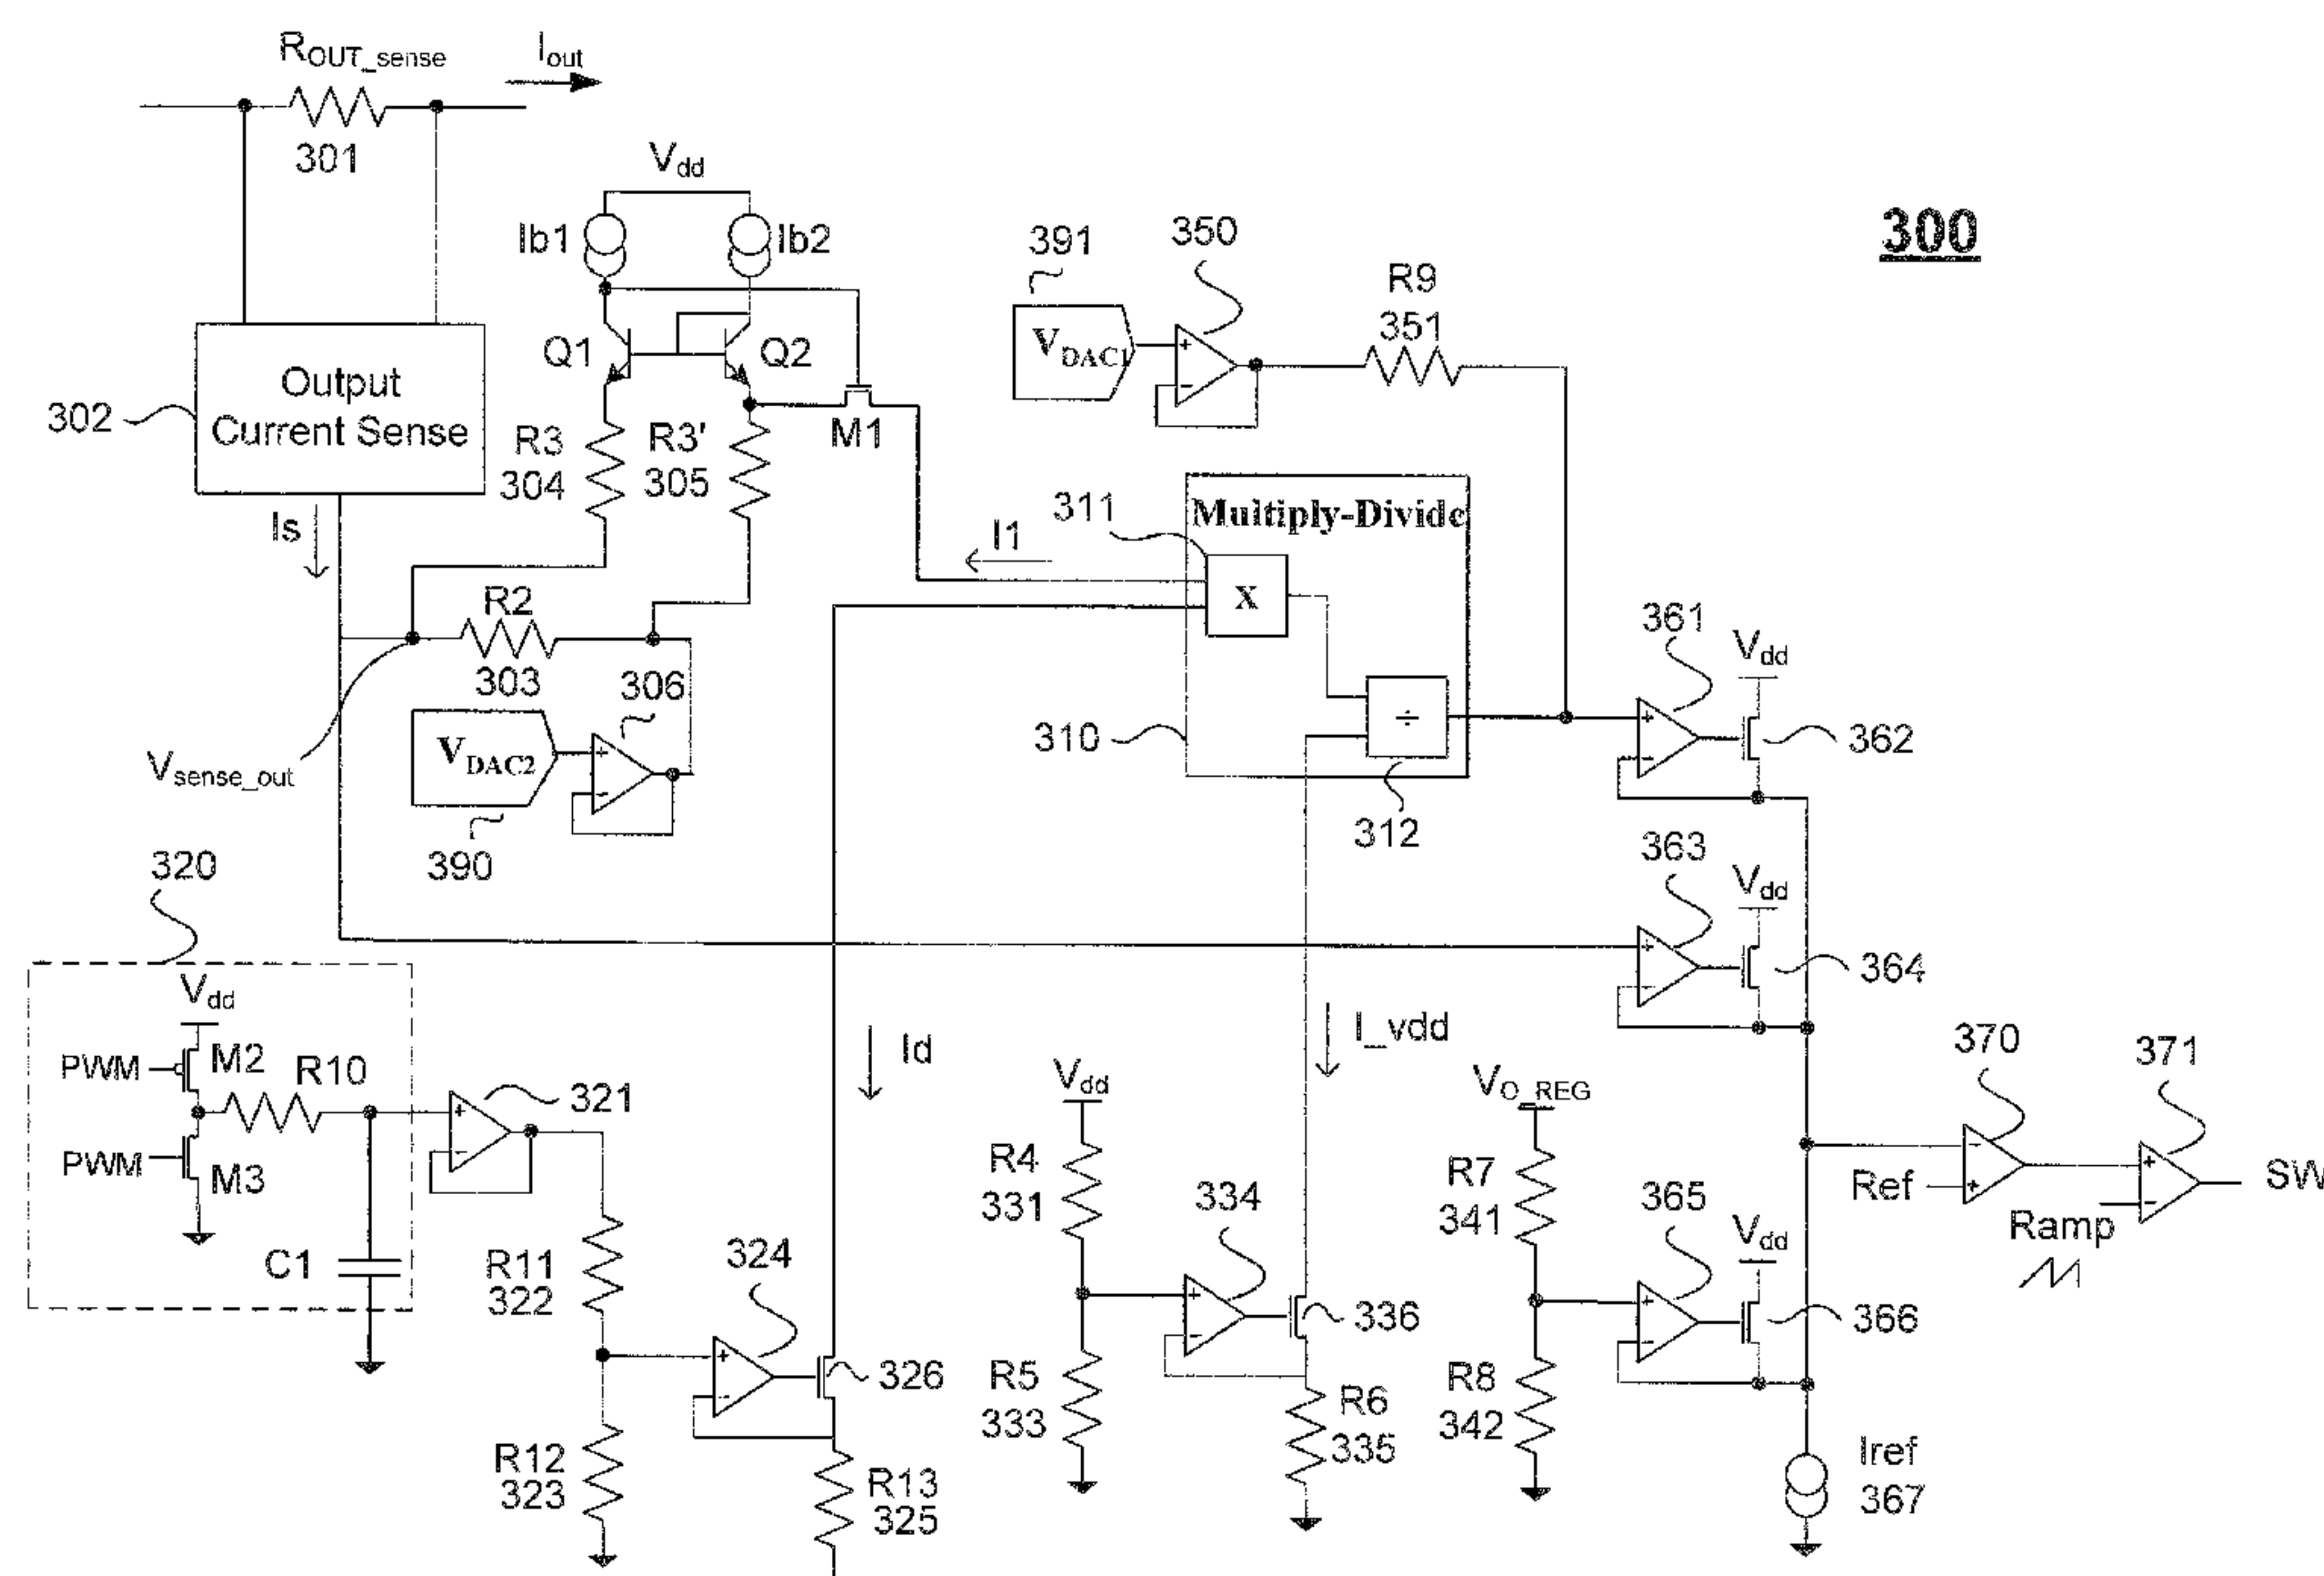 R_OUT_sense
I_out
301
V_dd
Ib1
Ib2
Q1
Q2
M1
Output
Current Sense
302
R3
304
R3'
305
Is
R2
303
306
V_DAC2
390
V_sense_out
391
V_DAC1
350
R9
351
300
311
Multiply-Divide
I1
X
÷
310
312
361
V_dd
362
363
V_dd
364
320
V_dd
PWM
M2
R10
PWM
M3
C1
321
R11
322
R12
323
324
326
R13
325
Id
V_dd
R4
331
R5
333
334
336
R6
335
I_vdd
V_O_REG
R7
341
R8
342
365
V_dd
366
370
371
Ref
Ramp
SW
Iref
367